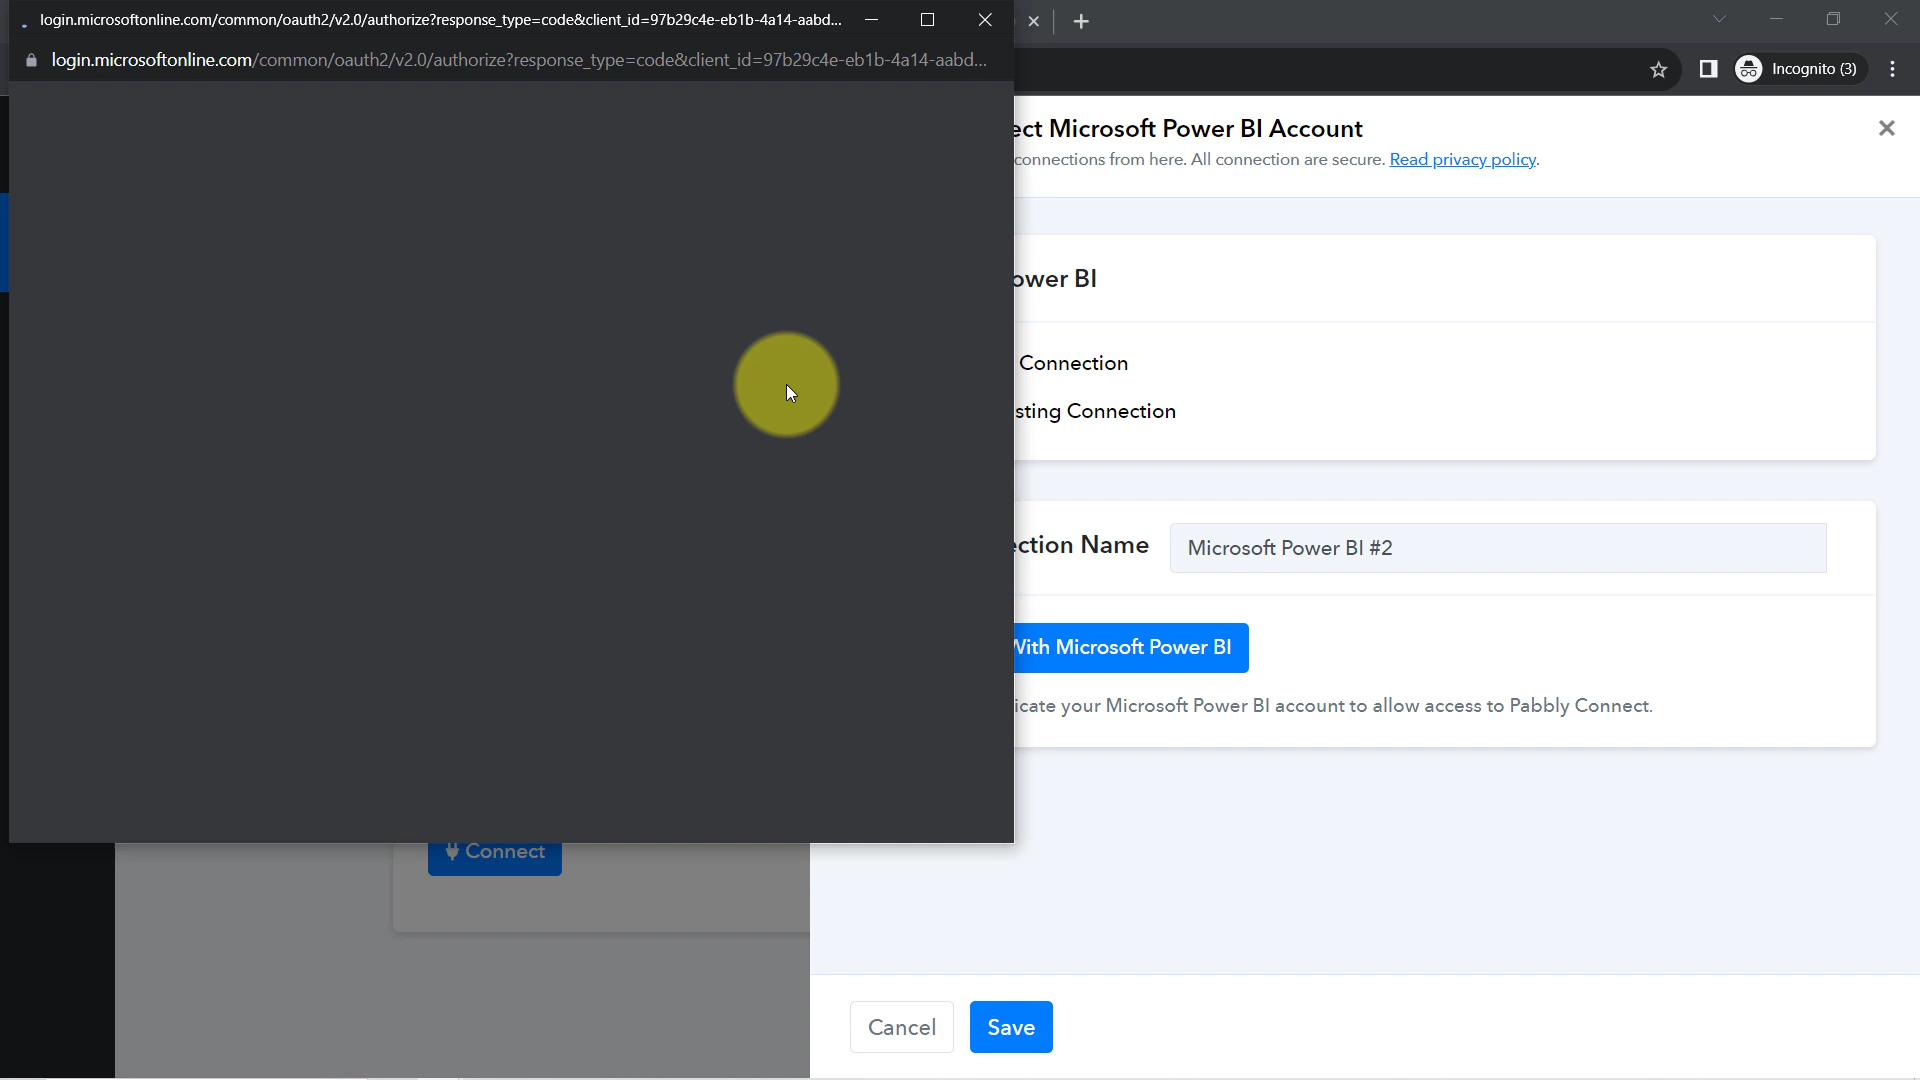 login.microsoftonline.com/common/oauth2/v2.0/authorize?response_type=code&client_id=97b29c4e-eb1b-4a14-aabd...
login.microsoftonline.com/common/oauth2/v2.0/authorize?response_type=code&client_id=97b29c4e-eb1b-4a14-aabd...
Incognito (3)
ect Microsoft Power BI Account
connections from here. All connection are secure. Read privacy policy.
ower BI
Connection
sting Connection
ection Name
Microsoft Power BI #2
With Microsoft Power BI
icate your Microsoft Power BI account to allow access to Pabbly Connect.
Connect
Cancel
Save